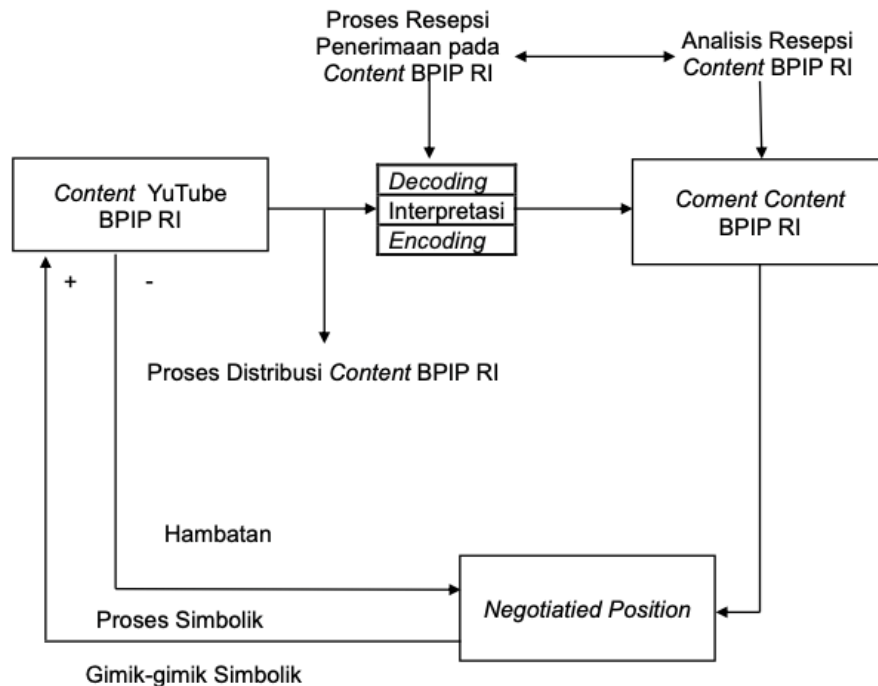 Proses Resepsi
Penerimaan pada
Content BPIP RI
Analisis Resepsi
Content BPIP RI
Content YuTube
BPIP RI
Decoding
Interpretasi
Encoding
Coment Content
BPIP RI
+ -
Proses Distribusi Content BPIP RI
Hambatan
Negotiatied Position
Proses Simbolik
Gimik-gimik Simbolik